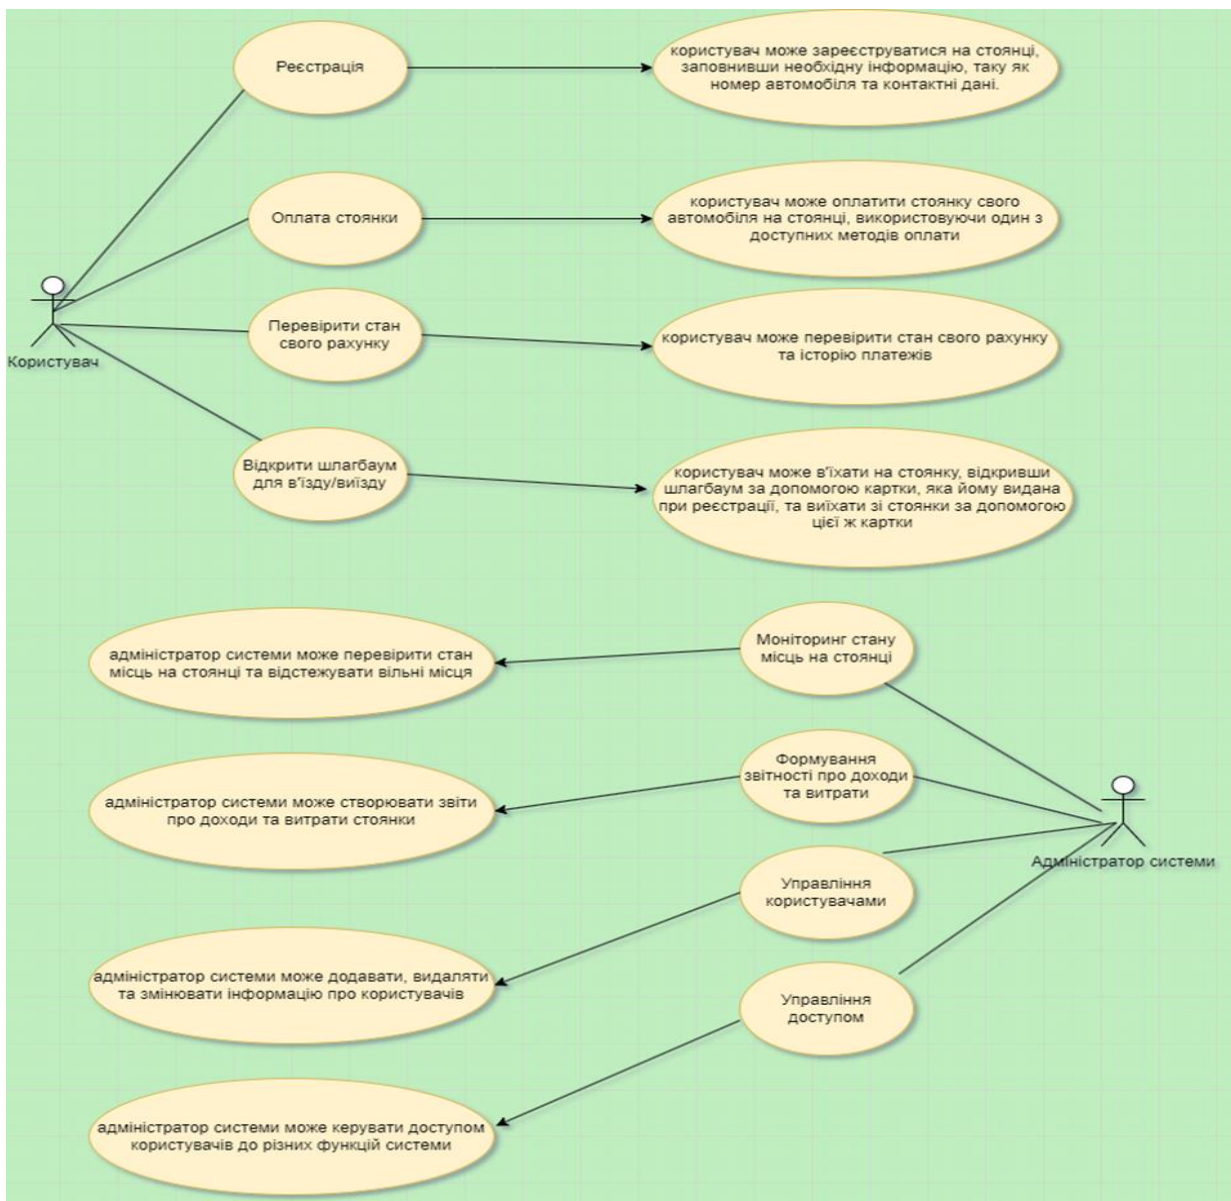 Реєстрація
користувач може зареєструватися на стоянці,
заповнивши необхідну інформацію, таку як
номер автомобіля та контактні дані.
Оплата стоянки
користувач може оплатити стоянку свого
автомобіля на стоянці, використовуючи один з
доступних методів оплати
Користувач
Перевірити стан
свого рахунку
користувач може перевірити стан свого рахунку
та історію платежів
Відкрити шлагбаум
для в'їзду/виїзду
користувач може в'їхати на стоянку, відкривши
шлагбаум за допомогою картки, яка йому видана
при реєстрації, та виїхати зі стоянки за допомогою
цієї ж картки
адміністратор системи може перевірити стан
місць на стоянці та відстежувати вільні місця
Моніторинг стану
місць на стоянці
адміністратор системи може створювати звіти
про доходи та витрати стоянки
Формування
звітності про доходи
та витрати
Адміністратор системи
адміністратор системи може додавати, видаляти
та змінювати інформацію про користувачів
Управління
користувачами
адміністратор системи може керувати доступом
користувачів до різних функцій системи
Управління
доступом